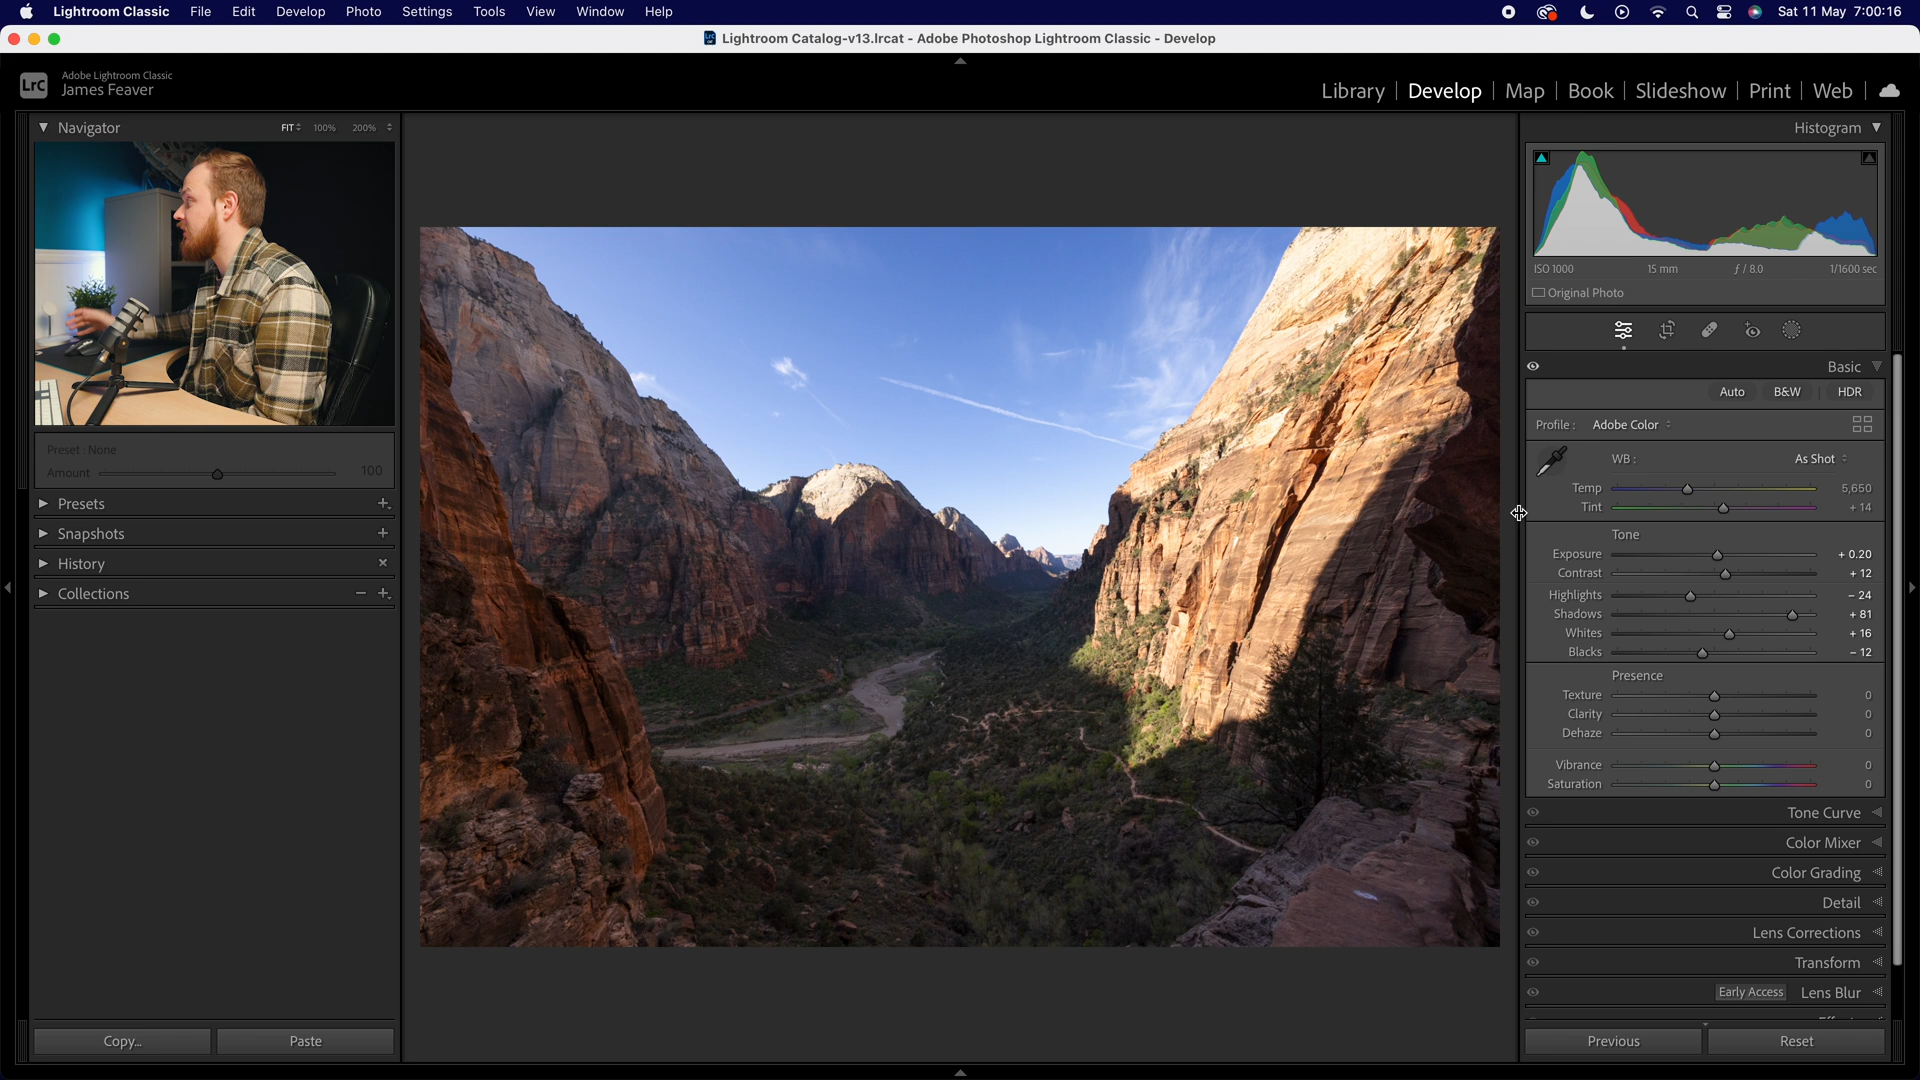 Lightroom Classic File Edit Develop Photo Settings Tools View Window Help Sat 11 May 7:00:16
Lightroom Catalog-v13.lrcat - Adobe Photoshop Lightroom Classic - Develop
LrC Adobe Lightroom Classic
James Feaver
Library Develop Map Book Slideshow Print Web
Navigator FIT 100% 200%
Histogram
ISO 1000 15 mm ƒ / 8.0 1/1600 sec
Original Photo
Basic
Auto B&W HDR
Profile : Adobe Color
WB : As Shot
Temp 5,650
Tint + 14
Tone
Exposure + 0.20
Contrast + 12
Highlights − 24
Shadows + 81
Whites + 16
Blacks − 12
Presence
Texture 0
Clarity 0
Dehaze 0
Vibrance 0
Saturation 0
Tone Curve
Color Mixer
Color Grading
Detail
Lens Corrections
Transform
Early Access Lens Blur
Previous Reset
Preset : None
Amount 100
Presets
Snapshots
History
Collections
Copy... Paste